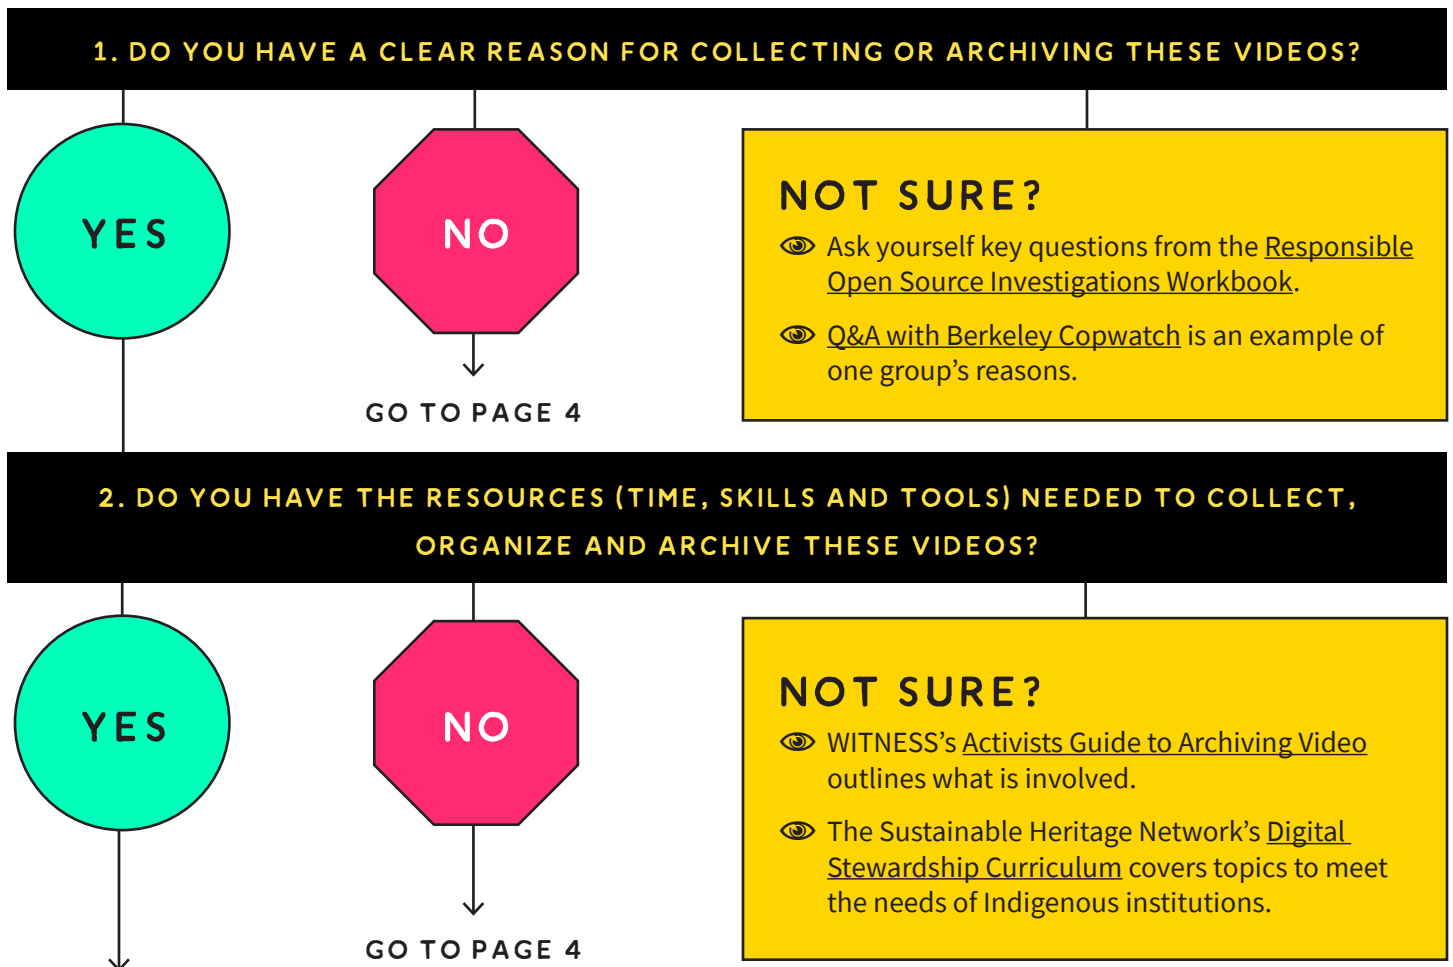 1. DO YOU HAVE A CLEAR REASON FOR COLLECTING OR ARCHIVING THESE VIDEOS?
YES
NO
GO TO PAGE 4
NOT SURE?
Ask yourself key questions from the Responsible
Open Source Investigations Workbook.
Q&A with Berkeley Copwatch is an example of
one group’s reasons.
2. DO YOU HAVE THE RESOURCES (TIME, SKILLS AND TOOLS) NEEDED TO COLLECT,
ORGANIZE AND ARCHIVE THESE VIDEOS?
YES
NO
GO TO PAGE 4
NOT SURE?
WITNESS’s Activists Guide to Archiving Video
outlines what is involved.
The Sustainable Heritage Network’s Digital
Stewardship Curriculum covers topics to meet
the needs of Indigenous institutions.